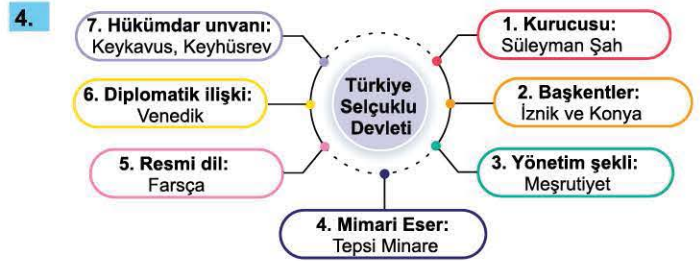 4.
7. Hükümdar unvanı:
Keykavus, Keyhüsrev
1. Kurucusu:
Süleyman Şah
6. Diplomatik ilişki:
Venedik
Türkiye
Selçuklu
Devleti
2. Başkentler:
İznik ve Konya
5. Resmi dil:
Farsça
3. Yönetim şekli:
Meşrutiyet
4. Mimari Eser:
Tepsi Minare